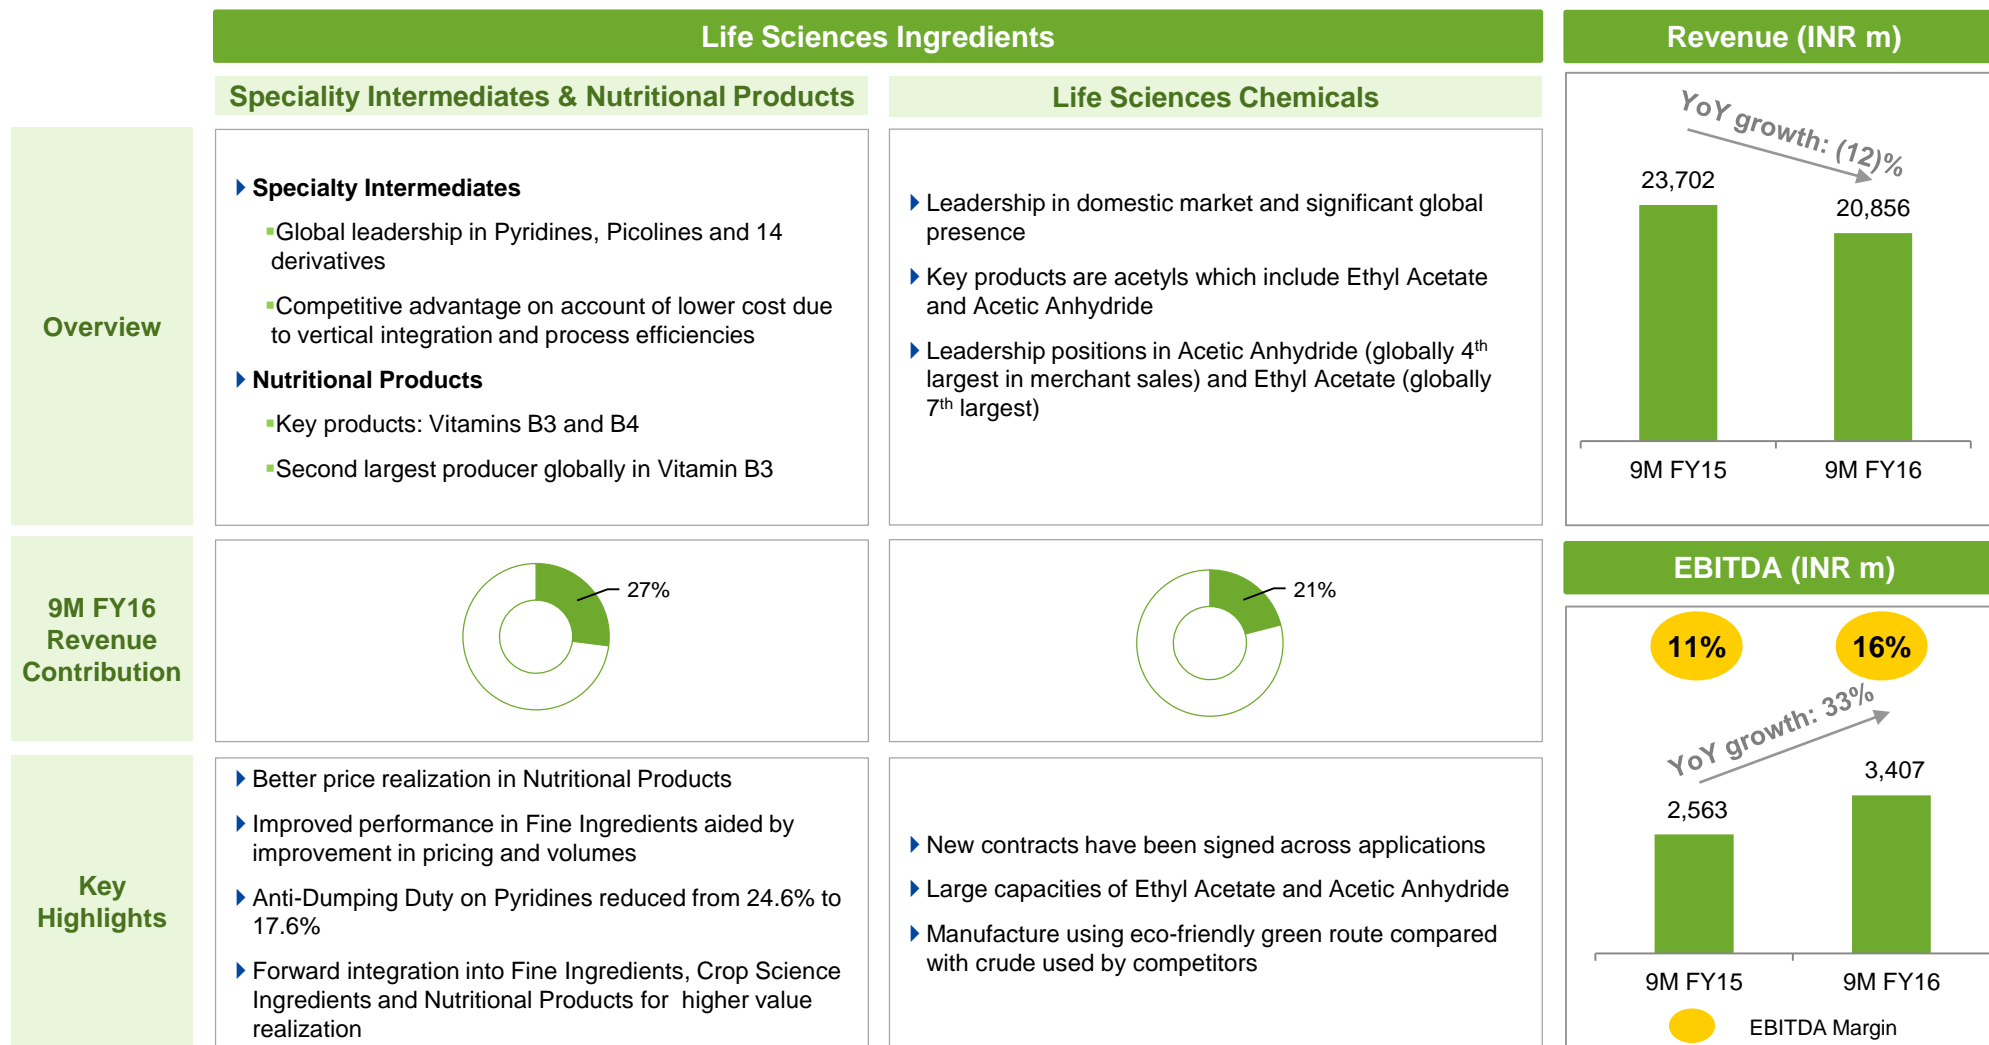 Life Sciences Ingredients
Speciality Intermediates & Nutritional Products
Life Sciences Chemicals
Overview
Specialty Intermediates
Global leadership in Pyridines, Picolines and 14
derivatives
Competitive advantage on account of lower cost due
to vertical integration and process efficiencies
Nutritional Products
Key products: Vitamins B3 and B4
Second largest producer globally in Vitamin B3
Leadership in domestic market and significant global
presence
Key products are acetyls which include Ethyl Acetate
and Acetic Anhydride
Leadership positions in Acetic Anhydride (globally 4th
largest in merchant sales) and Ethyl Acetate (globally
7th largest)
9M FY16
Revenue
Contribution
27%
21%
Key
Highlights
Better price realization in Nutritional Products
Improved performance in Fine Ingredients aided by
improvement in pricing and volumes
Anti-Dumping Duty on Pyridines reduced from 24.6% to
17.6%
Forward integration into Fine Ingredients, Crop Science
Ingredients and Nutritional Products for  higher value
realization
New contracts have been signed across applications
Large capacities of Ethyl Acetate and Acetic Anhydride
Manufacture using eco-friendly green route compared
with crude used by competitors
Revenue (INR m)
YoY growth: (12)%
23,702
20,856
9M FY15
9M FY16
EBITDA (INR m)
11%
16%
YoY growth: 33%
2,563
3,407
9M FY15
9M FY16
EBITDA Margin